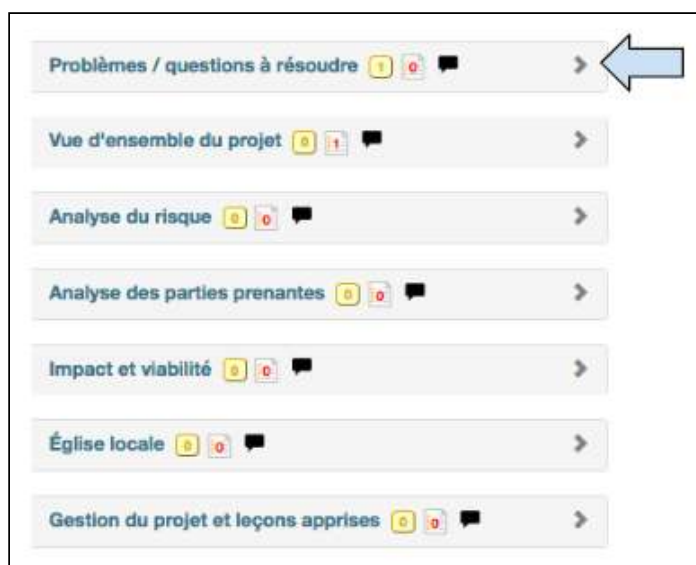 Problèmes / questions à résoudre 1 0
Vue d'ensemble du projet 0 1
Analyse du risque 0 0
Analyse des parties prenantes 0 0
Impact et viabilité 0 0
Église locale 0 0
Gestion du projet et leçons apprises 0 0